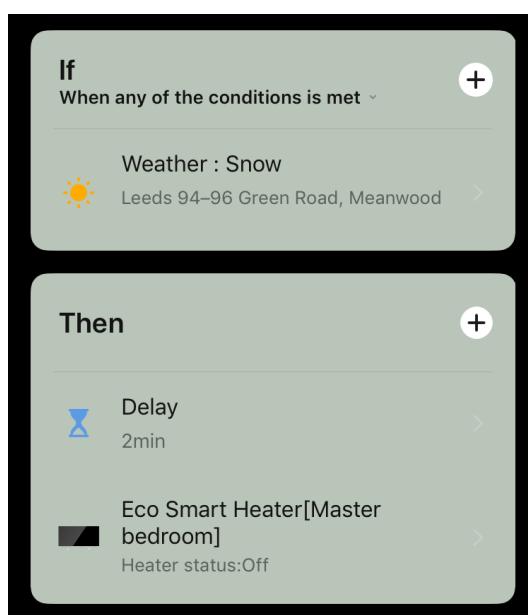 If
When any of the conditions is met
Weather : Snow
Leeds 94–96 Green Road, Meanwood
Then
Delay
2min
Eco Smart Heater[Master
bedroom]
Heater status:Off